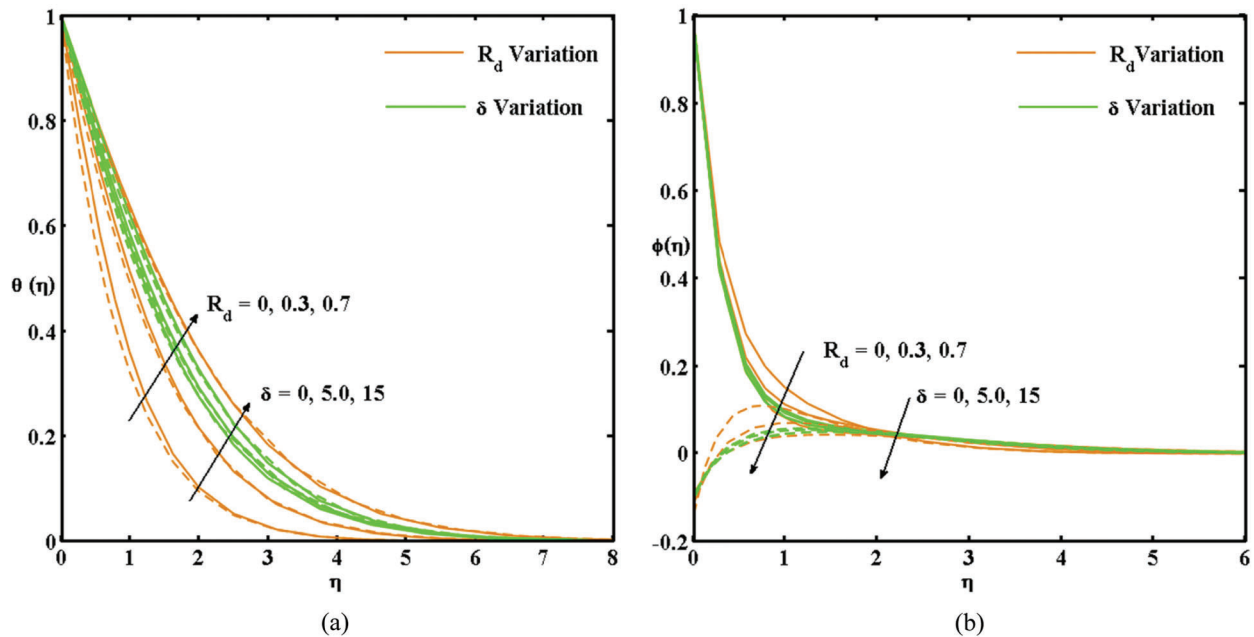 1
0.8
0.6
0.4
0.2
0
θ (η)
R_d Variation
δ Variation
R_d = 0, 0.3, 0.7
δ = 0, 5.0, 15
0 1 2 3 4 5 6 7 8
η
(a)
1
0.8
0.6
0.4
0.2
0
-0.2
ϕ(η)
R_d Variation
δ Variation
R_d = 0, 0.3, 0.7
δ = 0, 5.0, 15
0 1 2 3 4 5 6
η
(b)